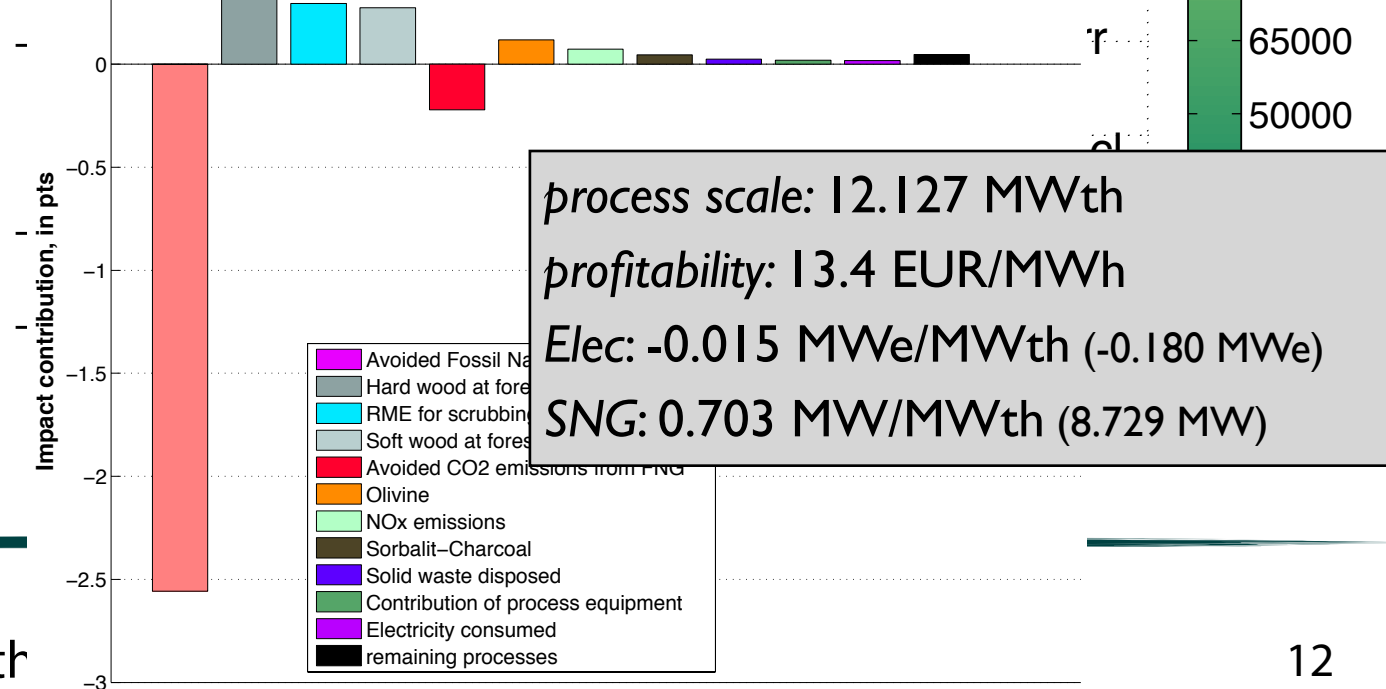 0
−0.5
−1
−1.5
−2
−2.5
−3
Impact contribution, in pts
65000
50000
process scale: 12.127 MWth
profitability: 13.4 EUR/MWh
Elec: -0.015 MWe/MWth (-0.180 MWe)
SNG: 0.703 MW/MWth (8.729 MW)
Avoided Fossil
Hard wood at
RME for scrubbing
Soft wood at
Avoided CO2 emissions from FNG
Olivine
NOx emissions
Sorbalit−Charcoal
Solid waste disposed
Contribution of process equipment
Electricity consumed
remaining processes
12